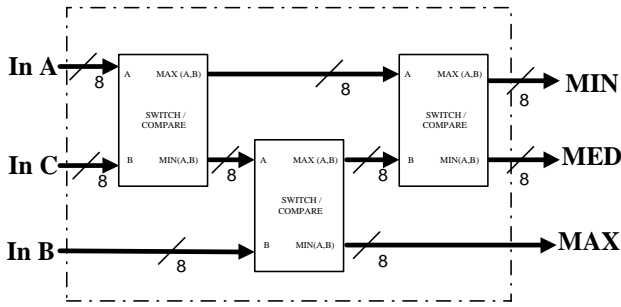 In A
8
A
MAX (A,B)
8
A
MAX (A,B)
8
MIN
SWITCH /
COMPARE
SWITCH /
COMPARE
In C
8
B
MIN(A,B)
8
A
MAX (A,B)
8
B
MIN(A,B)
8
MED
SWITCH /
COMPARE
In B
8
B
MIN(A,B)
8
MAX